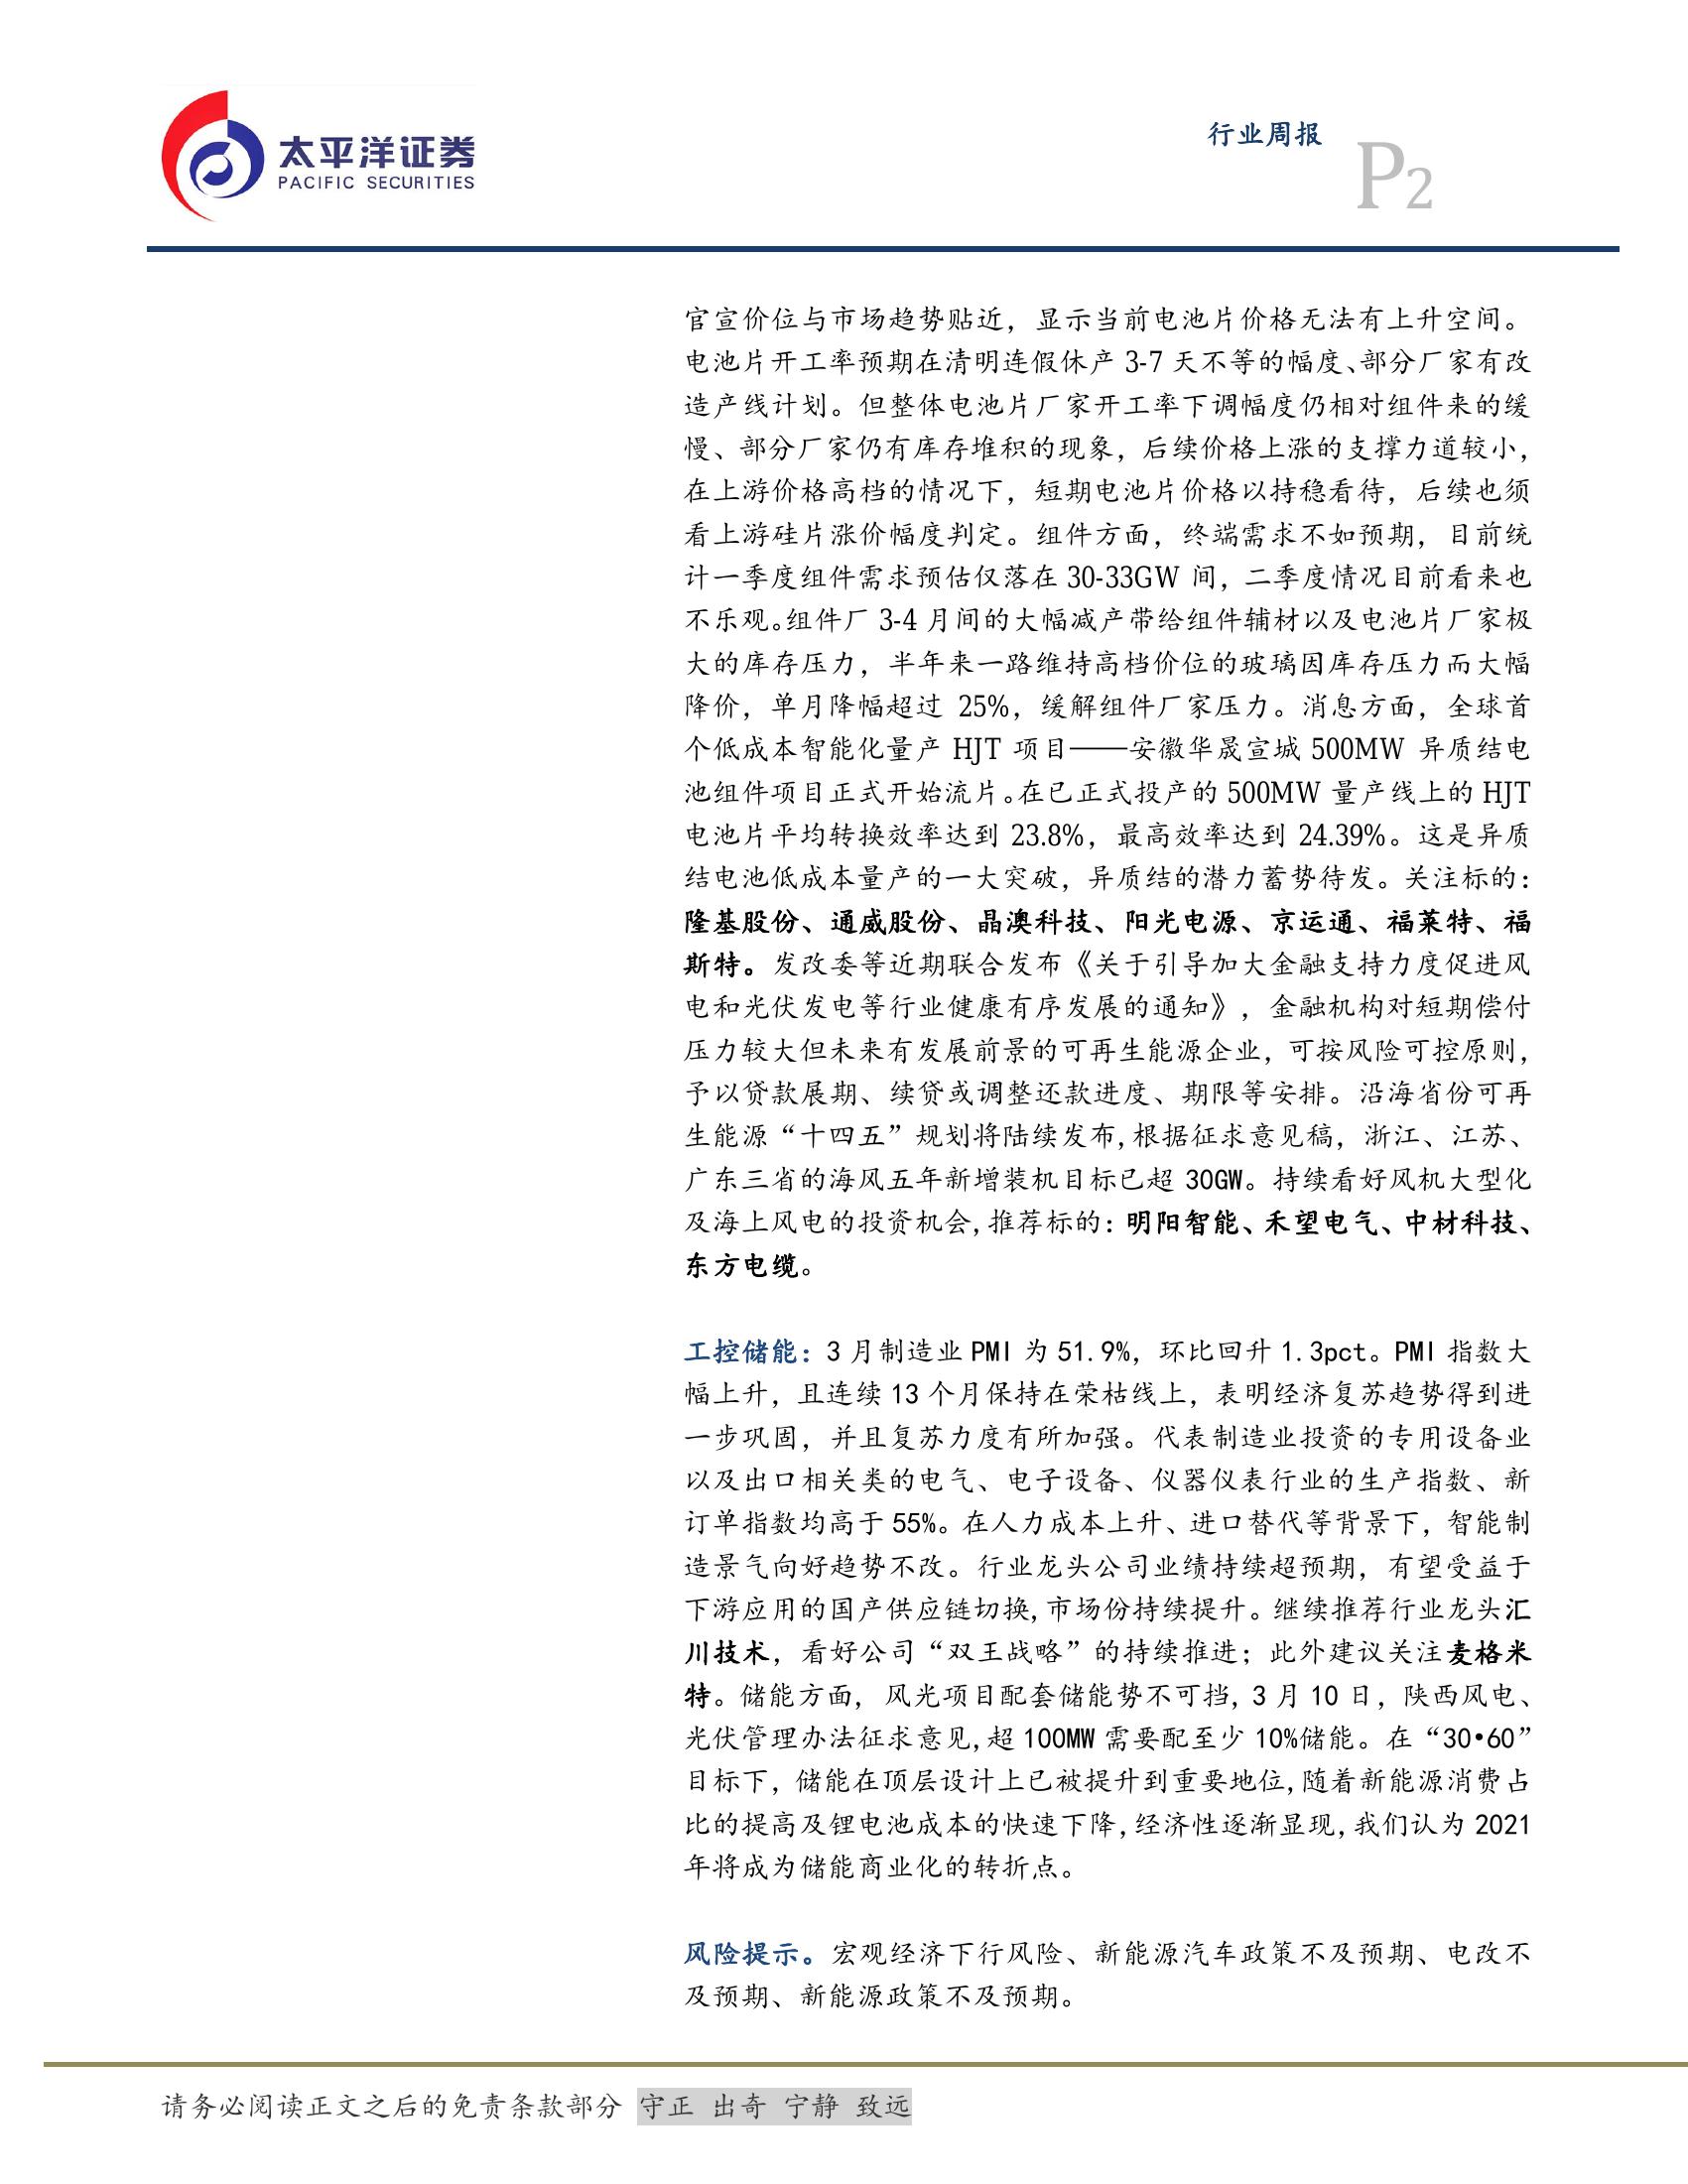 太平洋证券
PACIFIC SECURITIES
行业周报
P2
官宣价位与市场趋势贴近，显示当前电池片价格无法有上升空间。
电池片开工率预期在清明连假休产 3-7 天不等的幅度、部分厂家有改
造产线计划。但整体电池片厂家开工率下调幅度仍相对组件来的缓
慢、部分厂家仍有库存堆积的现象，后续价格上涨的支撑力道较小，
在上游价格高档的情况下，短期电池片价格以持稳看待，后续也须
看上游硅片涨价幅度判定。组件方面，终端需求不如预期，目前统
计一季度组件需求预估仅落在 30-33GW 间，二季度情况目前看来也
不乐观。组件厂 3-4 月间的大幅减产带给组件辅材以及电池片厂家极
大的库存压力，半年来一路维持高档价位的玻璃因库存压力而大幅
降价，单月降幅超过 25%，缓解组件厂家压力。消息方面，全球首
个低成本智能化量产 HJT 项目——安徽华晟宣城 500MW 异质结电
池组件项目正式开始流片。在已正式投产的 500MW 量产线上的 HJT
电池片平均转换效率达到 23.8%，最高效率达到 24.39%。这是异质
结电池低成本量产的一大突破，异质结的潜力蓄势待发。关注标的：
隆基股份、通威股份、晶澳科技、阳光电源、京运通、福莱特、福
斯特。发改委等近期联合发布《关于引导加大金融支持力度促进风
电和光伏发电等行业健康有序发展的通知》，金融机构对短期偿付
压力较大但未来有发展前景的可再生能源企业，可按风险可控原则，
予以贷款展期、续贷或调整还款进度、期限等安排。沿海省份可再
生能源“十四五”规划将陆续发布,根据征求意见稿，浙江、江苏、
广东三省的海风五年新增装机目标已超 30GW。持续看好风机大型化
及海上风电的投资机会,推荐标的：明阳智能、禾望电气、中材科技、
东方电缆。
工控储能：3 月制造业 PMI 为 51.9%，环比回升 1.3pct。PMI 指数大
幅上升，且连续 13 个月保持在荣枯线上，表明经济复苏趋势得到进
一步巩固，并且复苏力度有所加强。代表制造业投资的专用设备业
以及出口相关类的电气、电子设备、仪器仪表行业的生产指数、新
订单指数均高于 55%。在人力成本上升、进口替代等背景下，智能制
造景气向好趋势不改。行业龙头公司业绩持续超预期，有望受益于
下游应用的国产供应链切换,市场份持续提升。继续推荐行业龙头汇
川技术，看好公司“双王战略”的持续推进；此外建议关注麦格米
特。储能方面，风光项目配套储能势不可挡，3 月 10 日，陕西风电、
光伏管理办法征求意见,超 100MW 需要配至少 10%储能。在“30•60”
目标下，储能在顶层设计上已被提升到重要地位,随着新能源消费占
比的提高及锂电池成本的快速下降,经济性逐渐显现,我们认为 2021
年将成为储能商业化的转折点。
风险提示。宏观经济下行风险、新能源汽车政策不及预期、电改不
及预期、新能源政策不及预期。
请务必阅读正文之后的免责条款部分 守正 出奇 宁静 致远